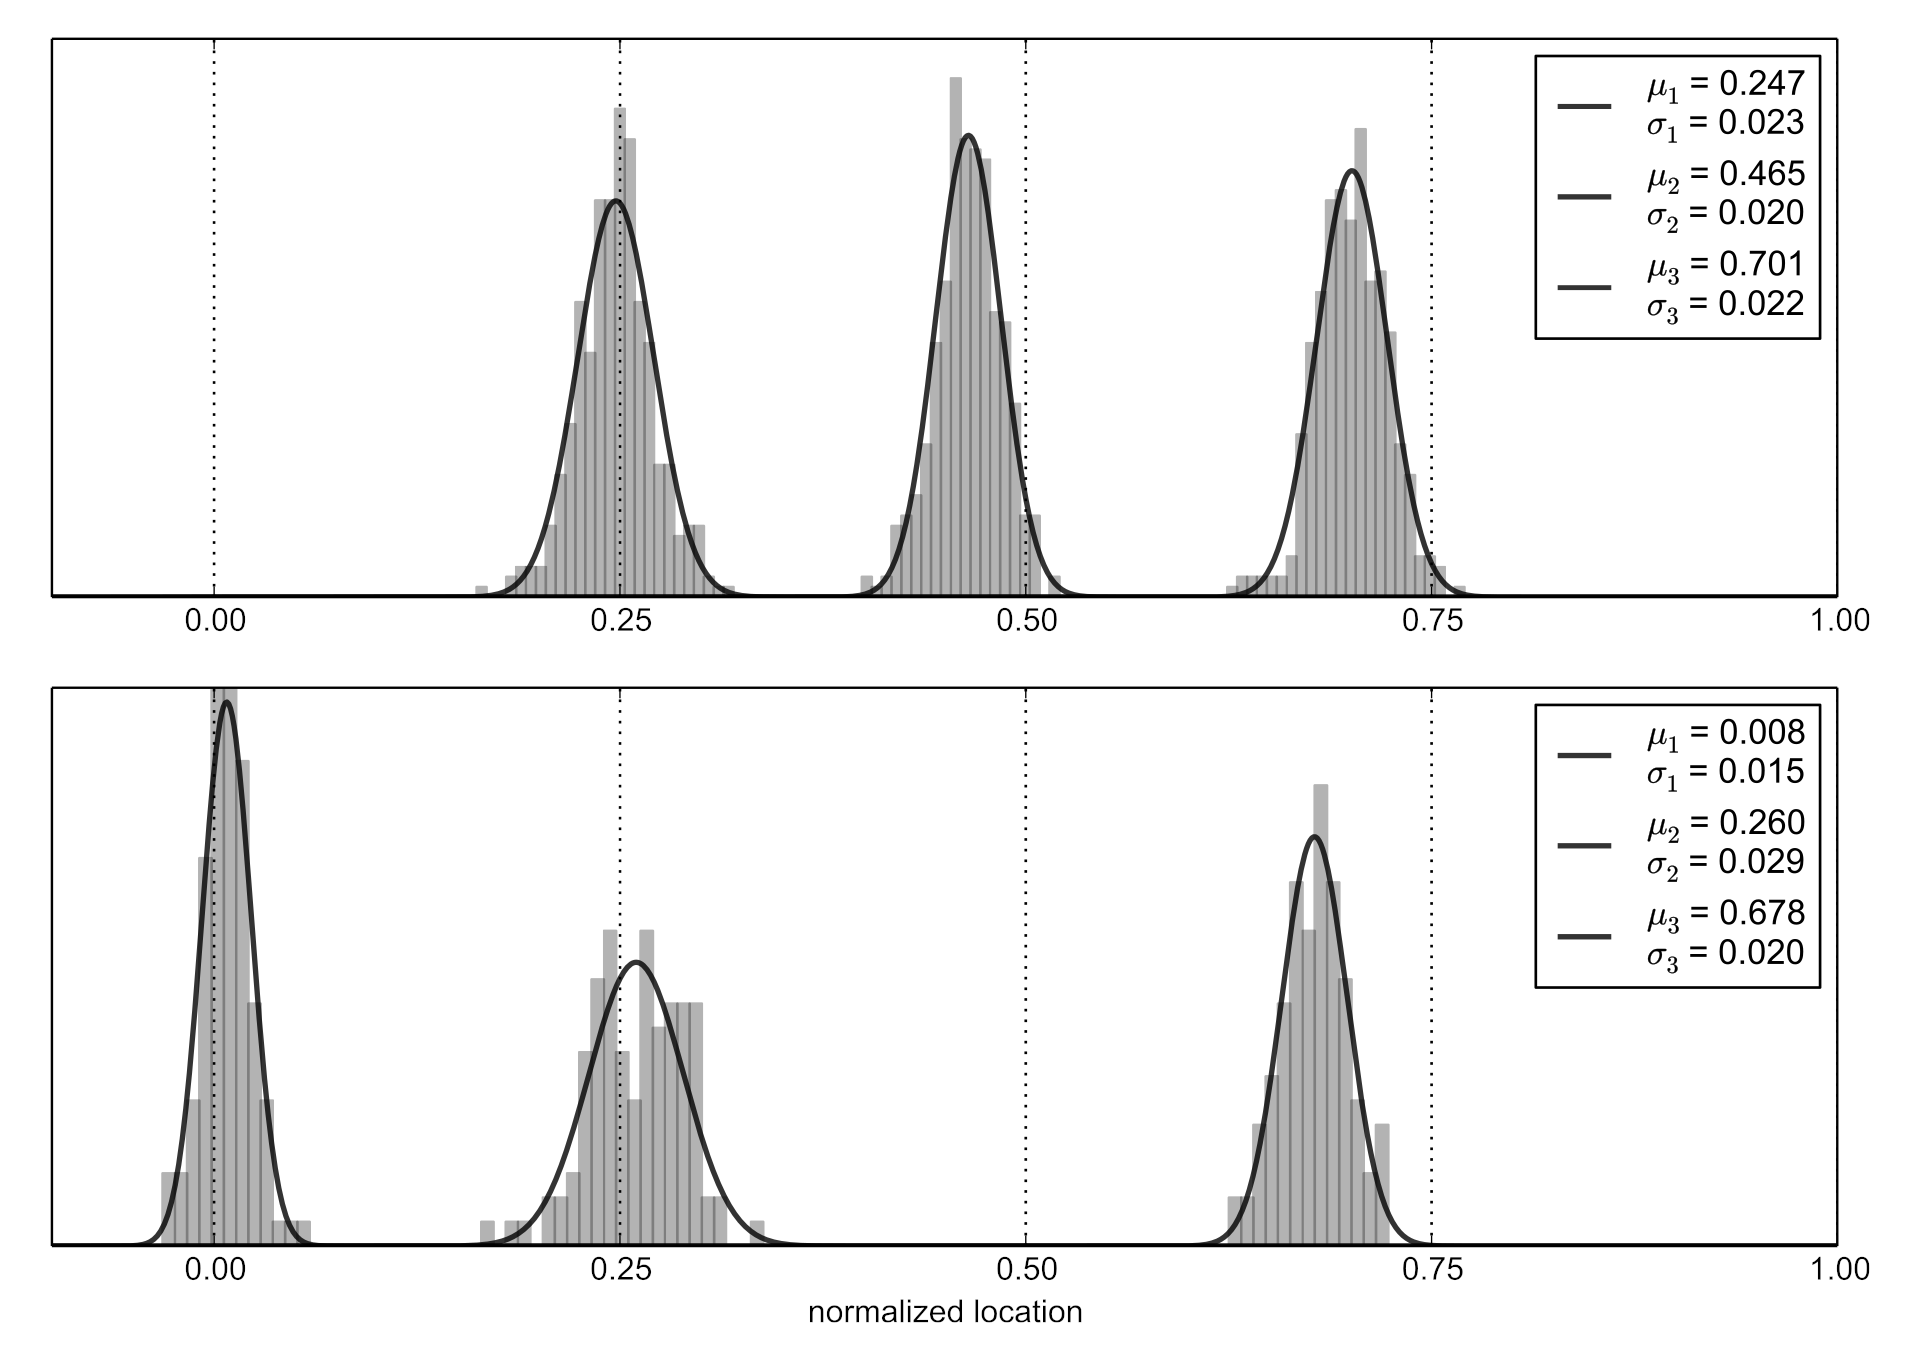 μ1 = 0.247
σ1 = 0.023
μ2 = 0.465
σ2 = 0.020
μ3 = 0.701
σ3 = 0.022
0.00 0.25 0.50 0.75 1.00
μ1 = 0.008
σ1 = 0.015
μ2 = 0.260
σ2 = 0.029
μ3 = 0.678
σ3 = 0.020
0.00 0.25 0.50 0.75 1.00
normalized location